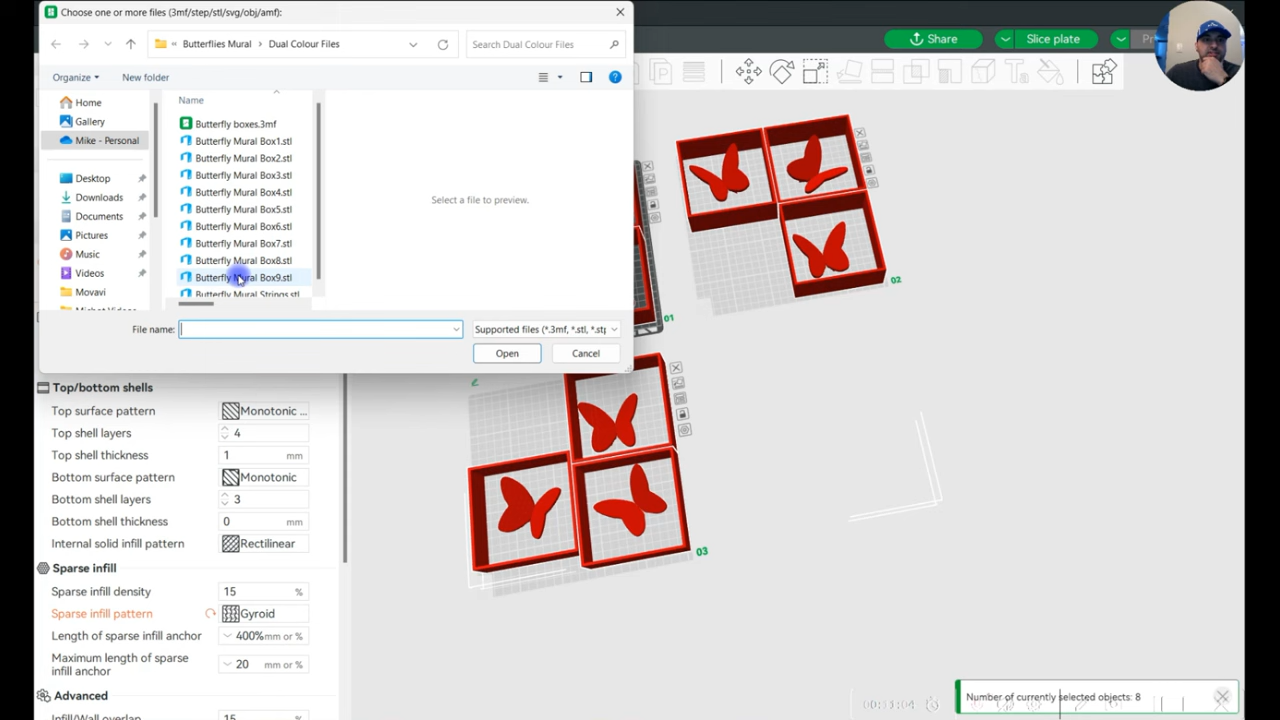 Choose one or more files (3mf/step/stl/svg/obj/amf):
Butterflies Mural > Dual Colour Files
Search Dual Colour Files
Share
Slice plate
Organize
New folder
Home
Gallery
Mike - Personal
Desktop
Downloads
Documents
Pictures
Music
Videos
Movavi
Name
Butterfly boxes.3mf
Butterfly Mural Box1.stl
Butterfly Mural Box2.stl
Butterfly Mural Box3.stl
Butterfly Mural Box4.stl
Butterfly Mural Box5.stl
Butterfly Mural Box6.stl
Butterfly Mural Box7.stl
Butterfly Mural Box8.stl
Butterfly Mural Box9.stl
Butterfly Mural Strings.stl
Select a file to preview.
File name:
Supported files (*.3mf, *.stl, *.stp
Open
Cancel
01
02
03
Top/bottom shells
Top surface pattern
Monotonic ...
Top shell layers
4
Top shell thickness
1 mm
Bottom surface pattern
Monotonic
Bottom shell layers
3
Bottom shell thickness
0 mm
Internal solid infill pattern
Rectilinear
Sparse infill
Sparse infill density
15 %
Sparse infill pattern
Gyroid
Length of sparse infill anchor
400% mm or %
Maximum length of sparse
infill anchor
20 mm or %
Advanced
Infill/Wall overlap
15 %
Number of currently selected objects: 8